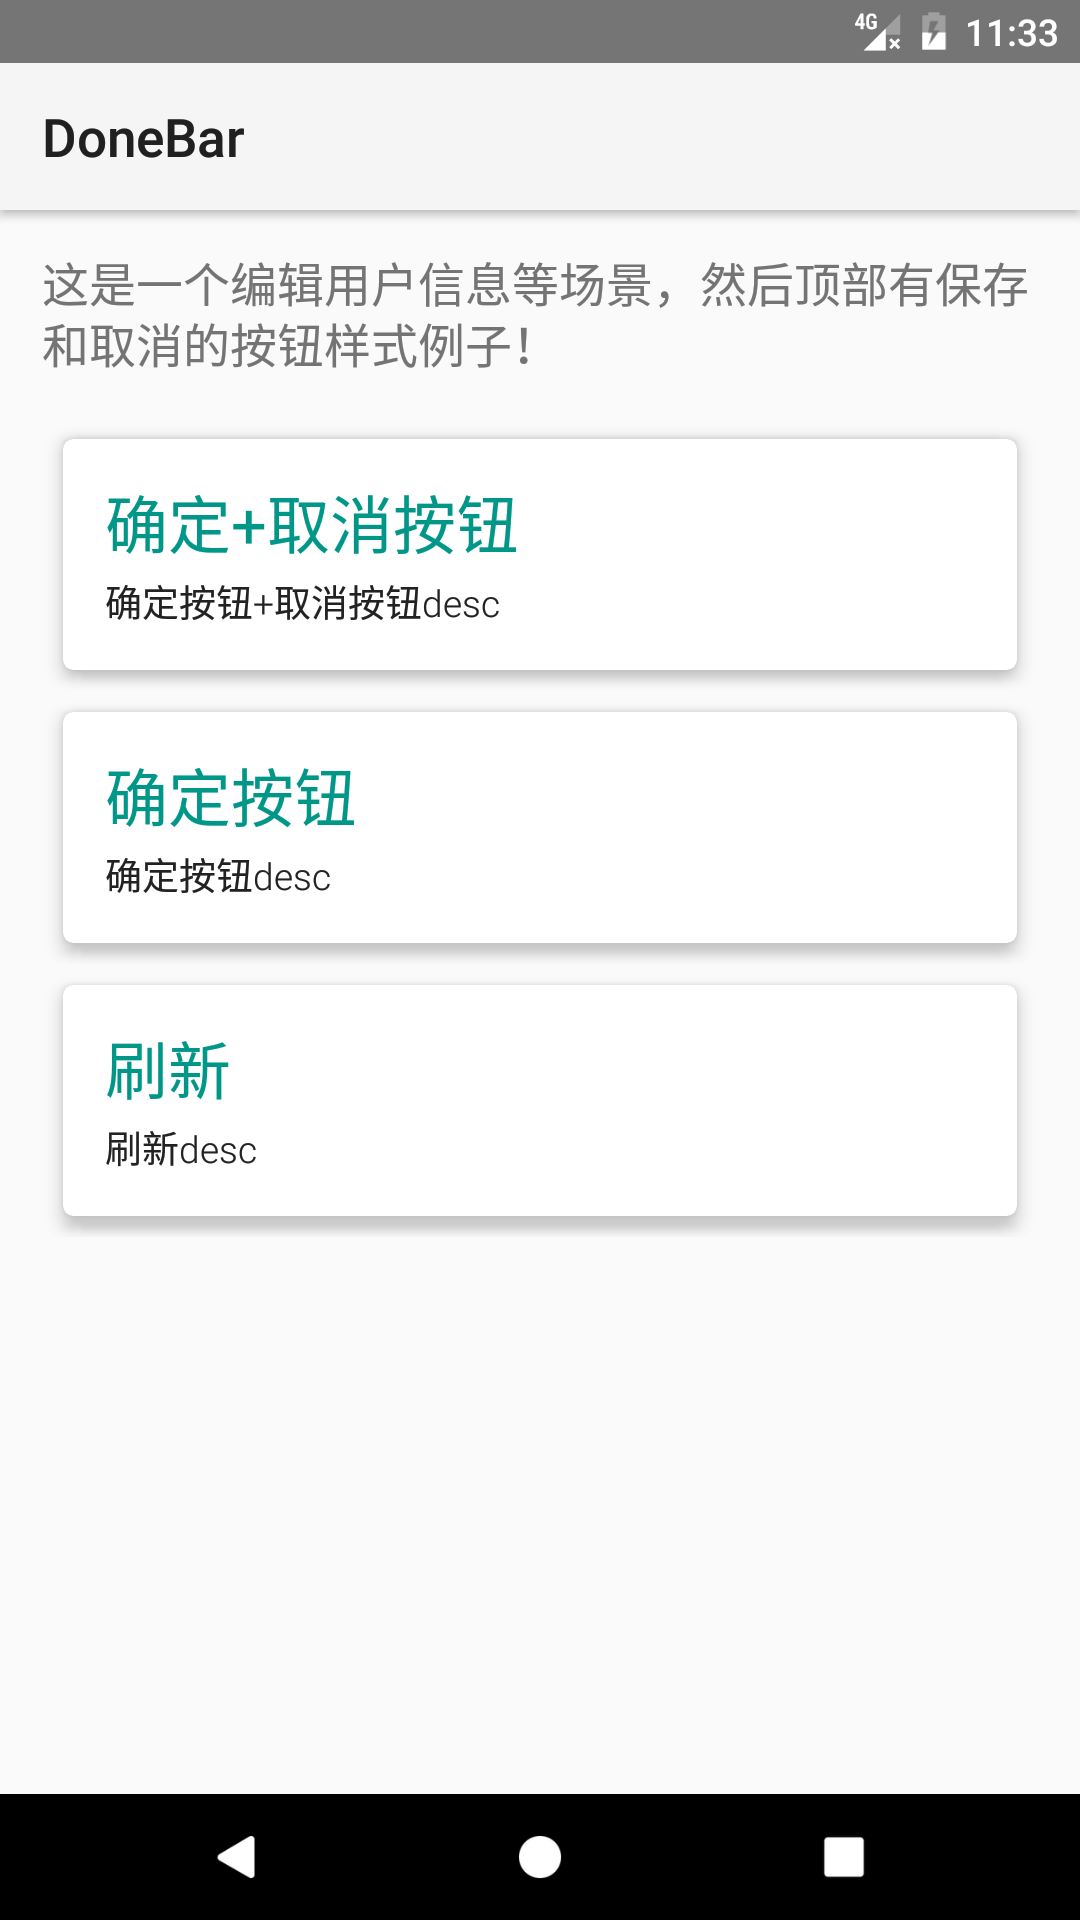 4G 11:33
DoneBar
这是一个编辑用户信息等场景，然后顶部有保存
和取消的按钮样式例子！
确定+取消按钮
确定按钮+取消按钮desc
确定按钮
确定按钮desc
刷新
刷新desc